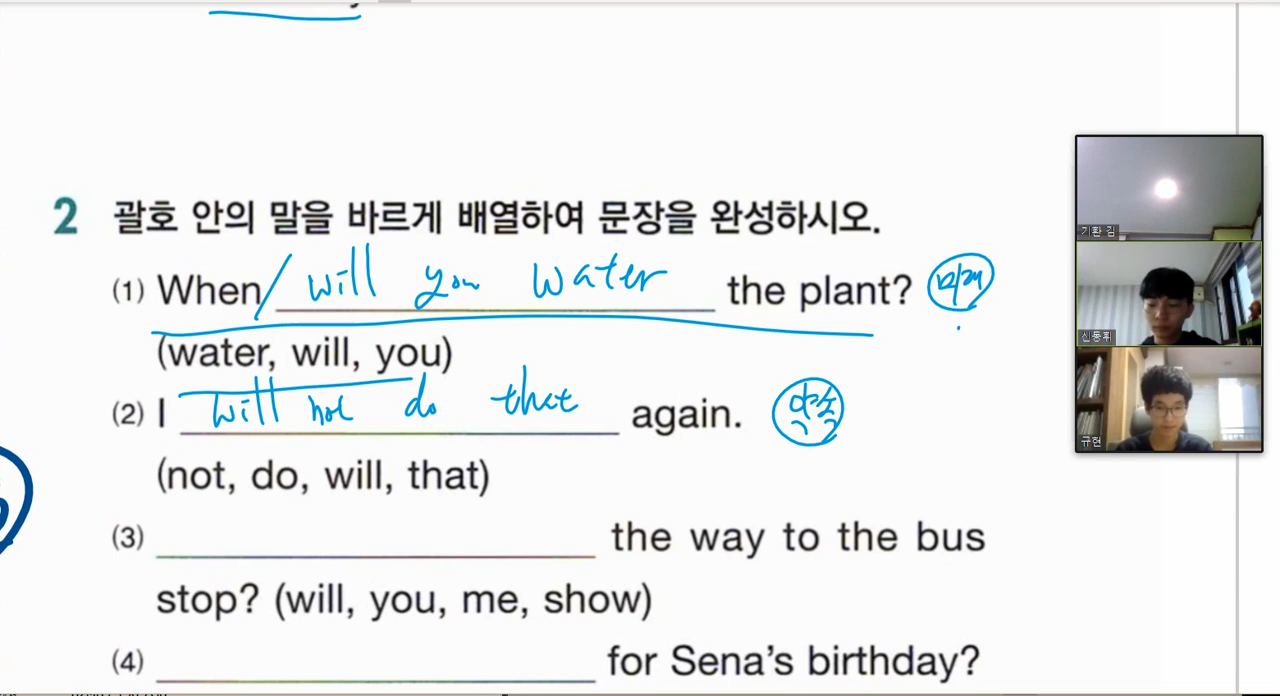 2 괄호 안의 말을 바르게 배열하여 문장을 완성하시오.
(1) When / will you water the plant? 미래
(water, will, you)
(2) I will not do that again. 약속
(not, do, will, that)
(3) the way to the bus
stop? (will, you, me, show)
(4) for Sena's birthday?
기환 김
신동휘
규현